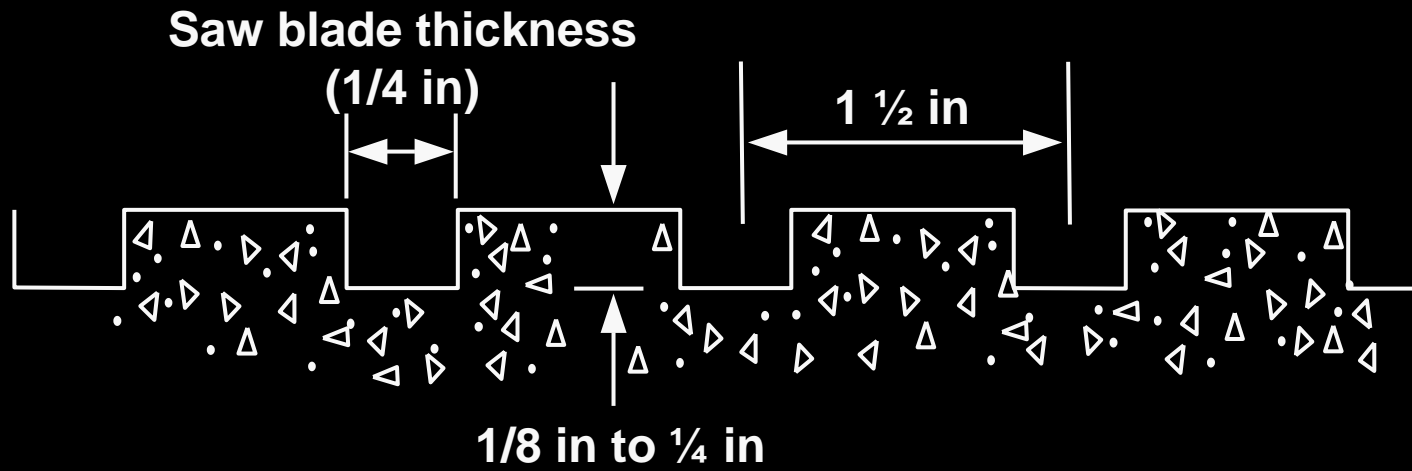 Saw blade thickness
(1/4 in)
1 ½ in
1/8 in to ¼ in